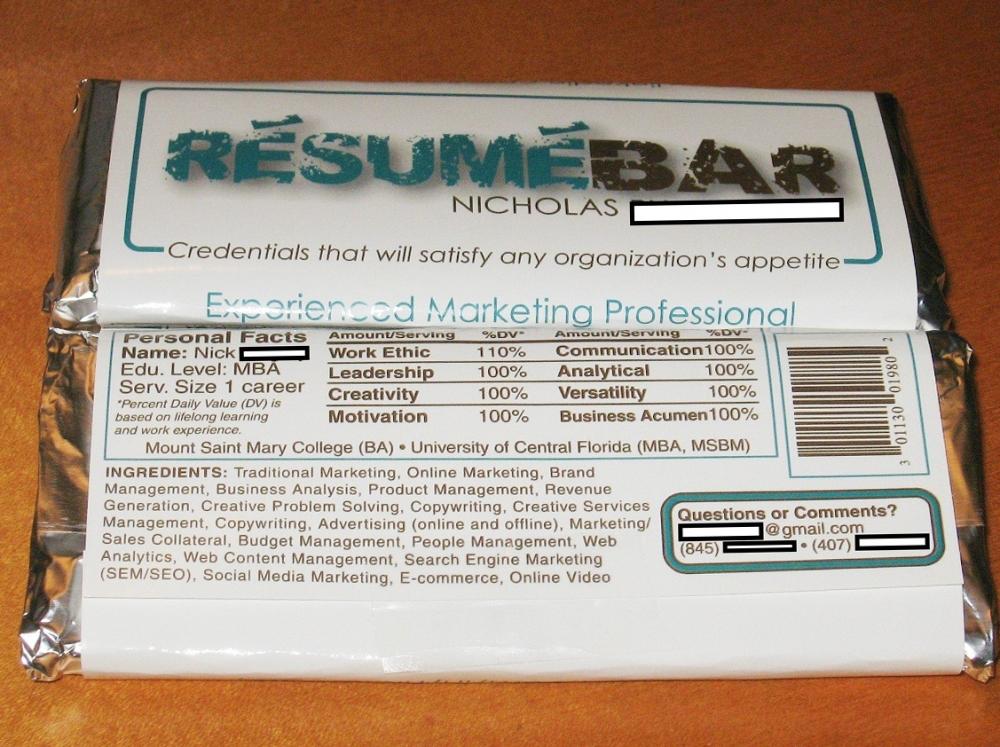 RÉSUMÉBAR
NICHOLAS
Credentials that will satisfy any organization's appetite
Experienced Marketing Professional
Personal Facts
Name: Nick
Edu. Level: MBA
Serv. Size 1 career
*Percent Daily Value (DV) is
based on lifelong learning
and work experience.
Amount/Serving %DV* Amount/Serving %DV*
Work Ethic 110% Communication 100%
Leadership 100% Analytical 100%
Creativity 100% Versatility 100%
Motivation 100% Business Acumen 100%
Mount Saint Mary College (BA) • University of Central Florida (MBA, MSBM)
3 01130 01980 2
INGREDIENTS: Traditional Marketing, Online Marketing, Brand
Management, Business Analysis, Product Management, Revenue
Generation, Creative Problem Solving, Copywriting, Creative Services
Management, Copywriting, Advertising (online and offline), Marketing/
Sales Collateral, Budget Management, People Management, Web
Analytics, Web Content Management, Search Engine Marketing
(SEM/SEO), Social Media Marketing, E-commerce, Online Video
Questions or Comments?
@gmail.com
(845) • (407)